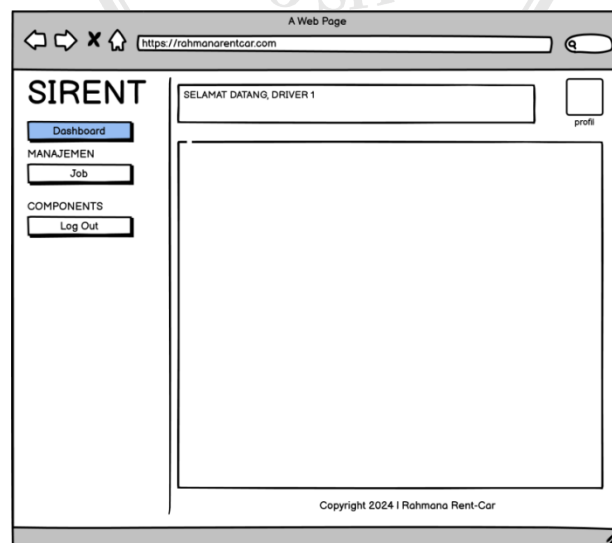 A Web Page
https://rahmanarentcar.com
SIRENT
SELAMAT DATANG, DRIVER 1
profil
Dashboard
MANAJEMEN
Job
COMPONENTS
Log Out
Copyright 2024 | Rahmana Rent-Car